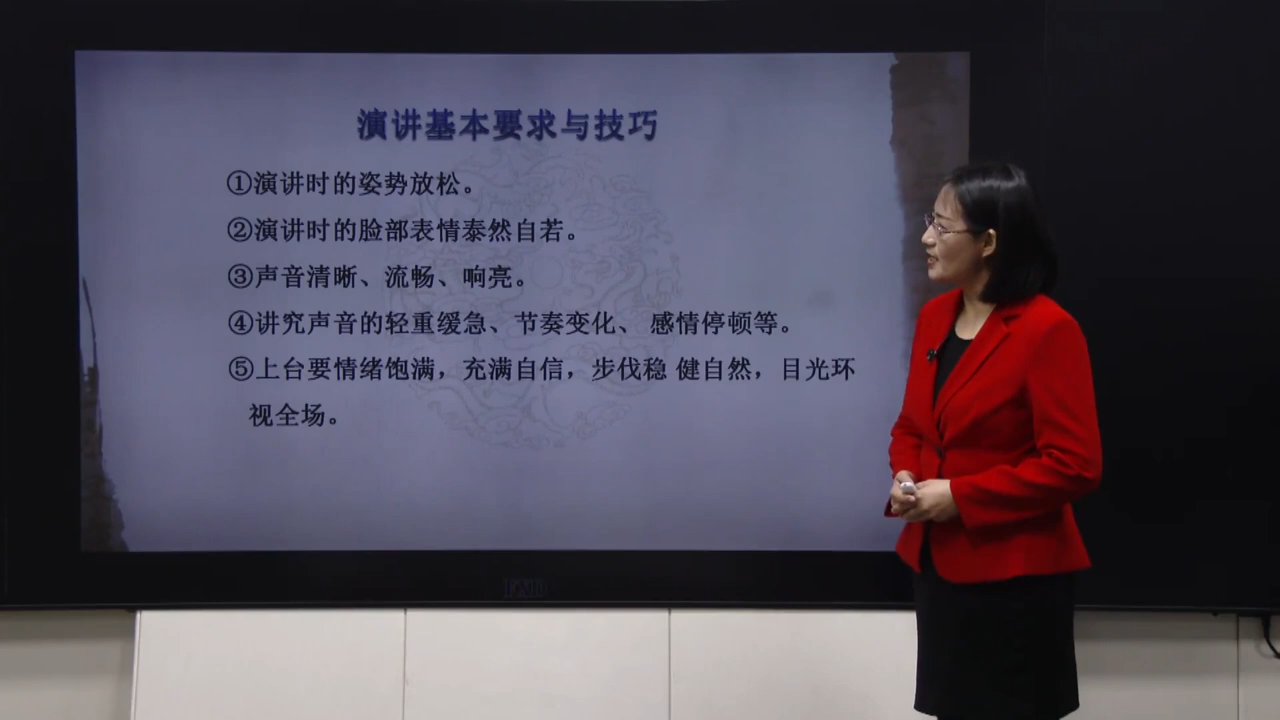 演讲基本要求与技巧
①演讲时的姿势放松。
②演讲时的脸部表情泰然自若。
③声音清晰、流畅、响亮。
④讲究声音的轻重缓急、节奏变化、 感情停顿等。
⑤上台要情绪饱满，充满自信，步伐稳 健自然，目光环
视全场。